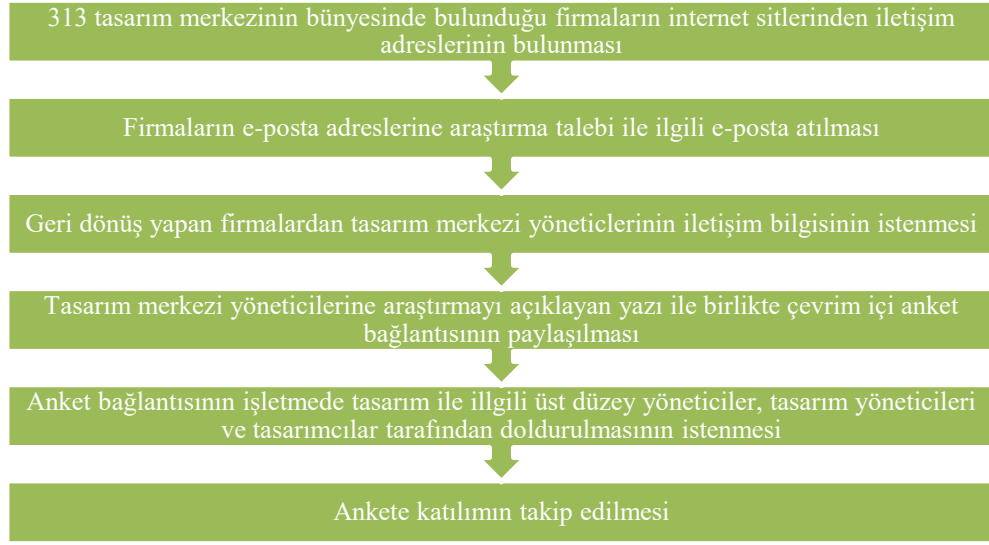 313 tasarım merkezinin bünyesinde bulunduğu firmaların internet sitlerinden iletişim
adreslerinin bulunması
Firmaların e-posta adreslerine araştırma talebi ile ilgili e-posta atılması
Geri dönüş yapan firmalardan tasarım merkezi yöneticlerinin iletişim bilgisinin istenmesi
Tasarım merkezi yöneticilerine araştırmayı açıklayan yazı ile birlikte çevrim içi anket
bağlantısının paylaşılması
Anket bağlantısının işletmede tasarım ile illgili üst düzey yöneticiler, tasarım yöneticileri
ve tasarımcılar tarafından doldurulmasının istenmesi
Ankete katılımın takip edilmesi